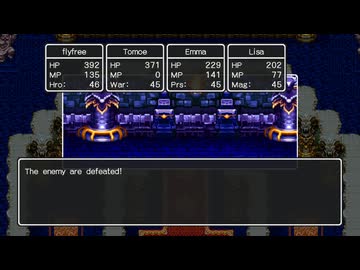 flyfree Tomoe Emma Lisa
HP 392 HP 371 HP 229 HP 202
MP 135 MP 0 MP 141 MP 77
Hro: 46 War: 45 Prs: 45 Mag: 45
The enemy are defeated!